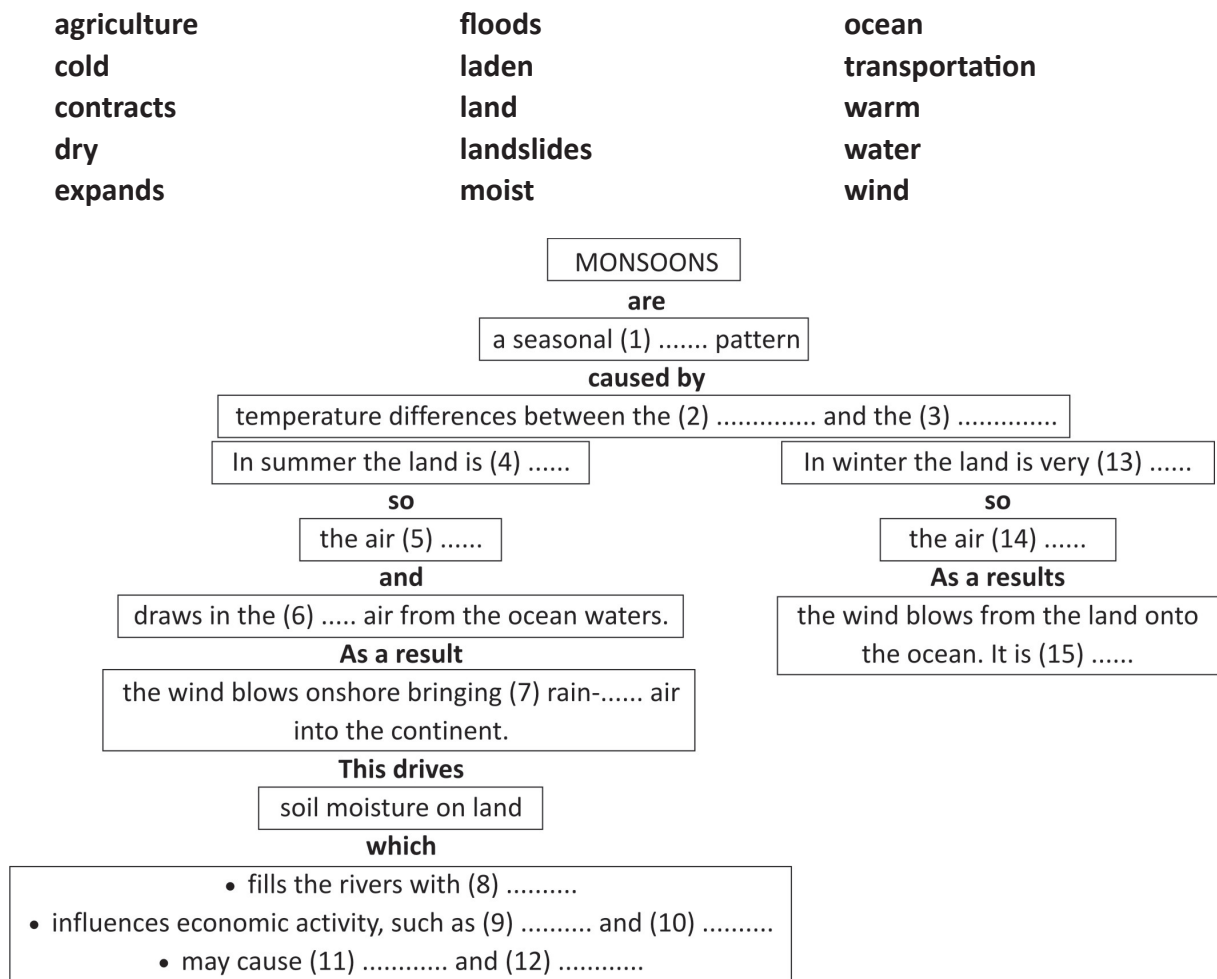 agriculture floods ocean
cold laden transportation
contracts land warm
dry landslides water
expands moist wind
MONSOONS
are
a seasonal (1) ....... pattern
caused by
temperature differences between the (2) .............. and the (3) ..............
In summer the land is (4) ......
so
the air (5) ......
and
draws in the (6) ..... air from the ocean waters.
As a result
the wind blows onshore bringing (7) rain-...... air
into the continent.
This drives
soil moisture on land
which
• fills the rivers with (8) ..........
• influences economic activity, such as (9) .......... and (10) ..........
• may cause (11) ............ and (12) ............
In winter the land is very (13) ......
so
the air (14) ......
As a results
the wind blows from the land onto
the ocean. It is (15) ......